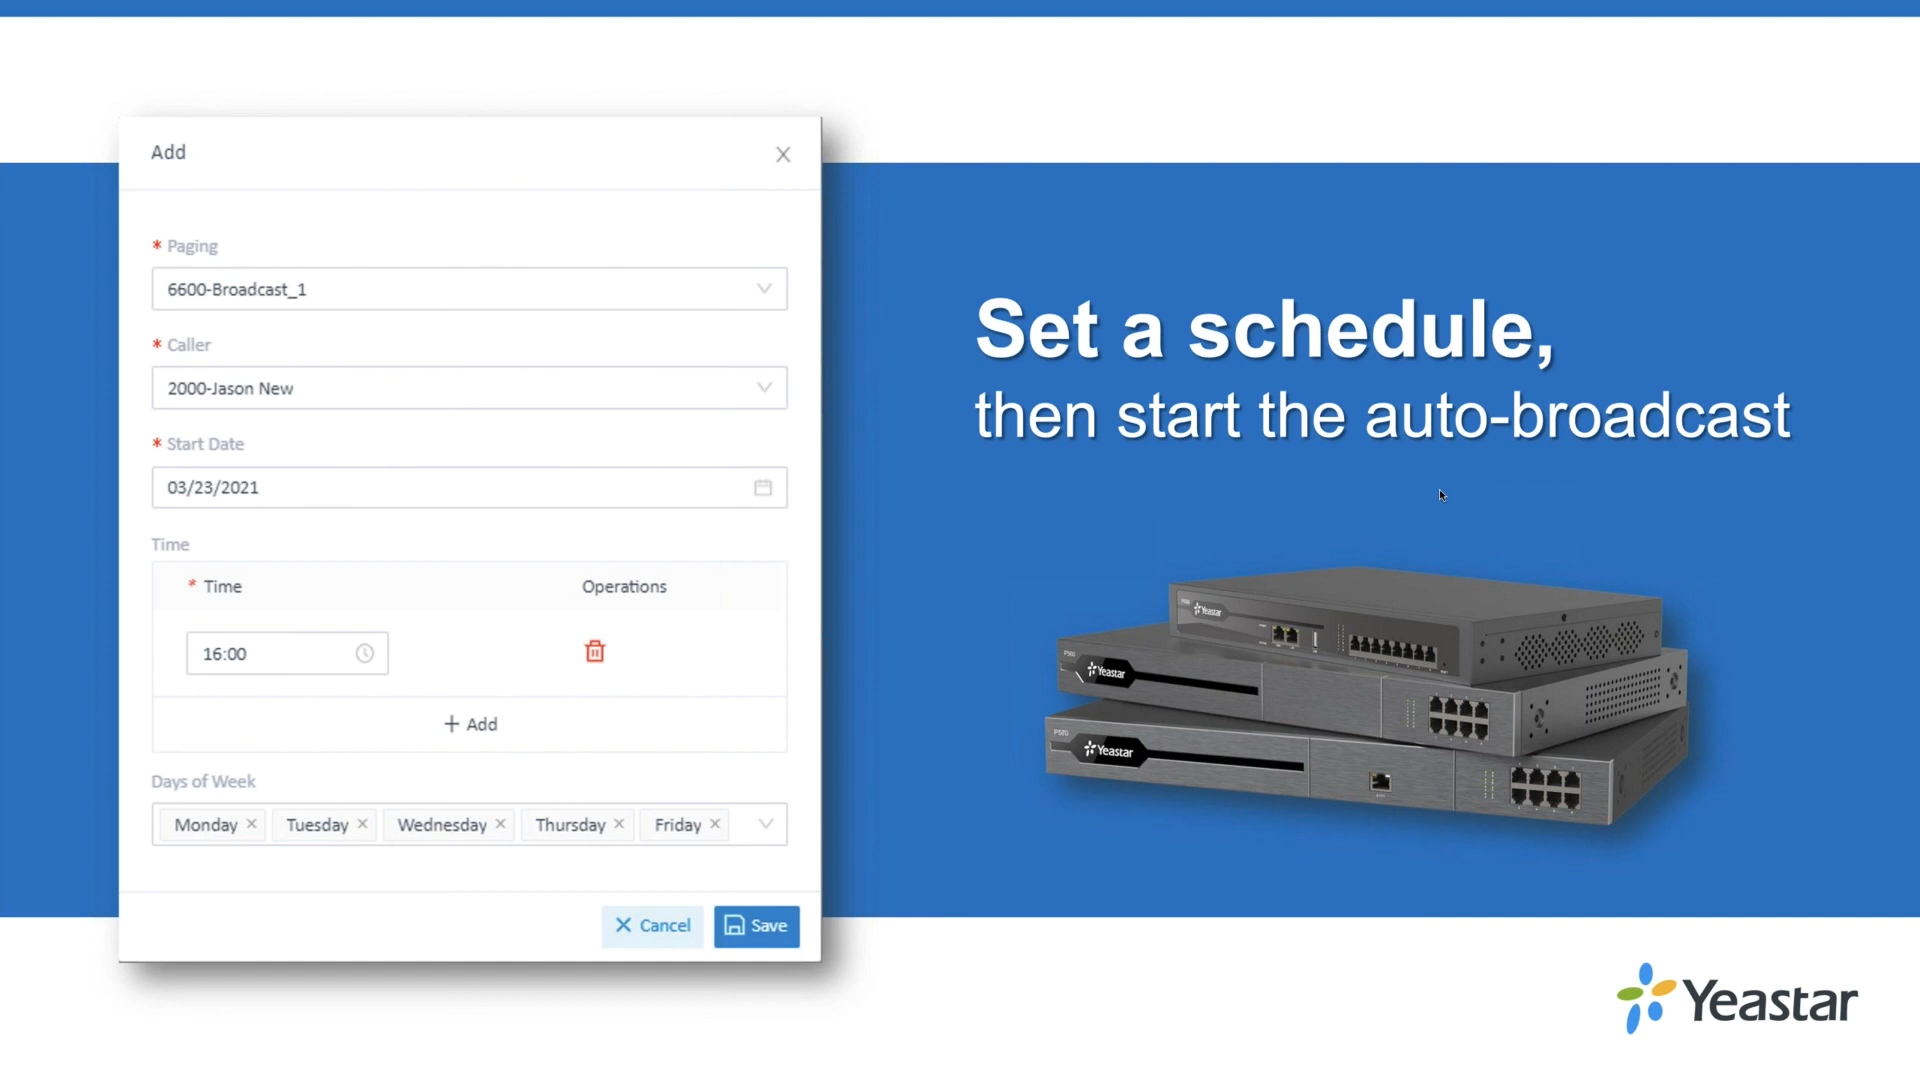 Add
* Paging
6600-Broadcast_1
* Caller
2000-Jason New
* Start Date
03/23/2021
Time
* Time Operations
16:00
+ Add
Days of Week
Monday × Tuesday × Wednesday × Thursday × Friday ×
Cancel Save
Set a schedule,
then start the auto-broadcast
Yeastar
P560
Yeastar
P570
Yeastar
Yeastar